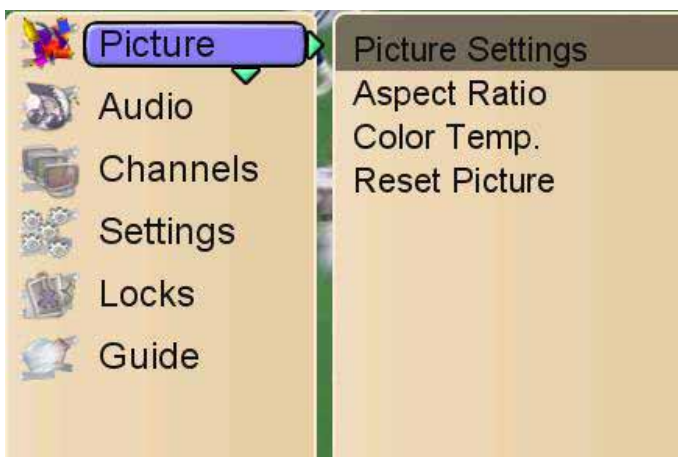 Picture
Audio
Channels
Settings
Locks
Guide
Picture Settings
Aspect Ratio
Color Temp.
Reset Picture